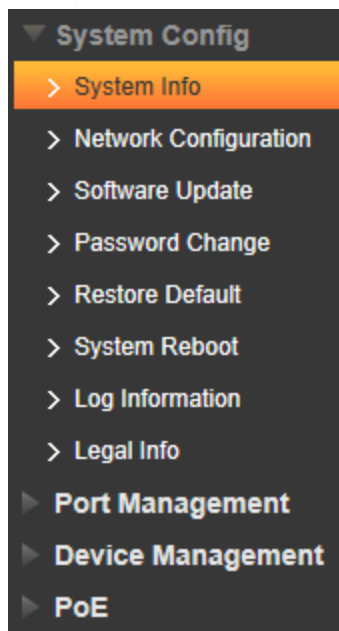 System Config
System Info
Network Configuration
Software Update
Password Change
Restore Default
System Reboot
Log Information
Legal Info
Port Management
Device Management
PoE